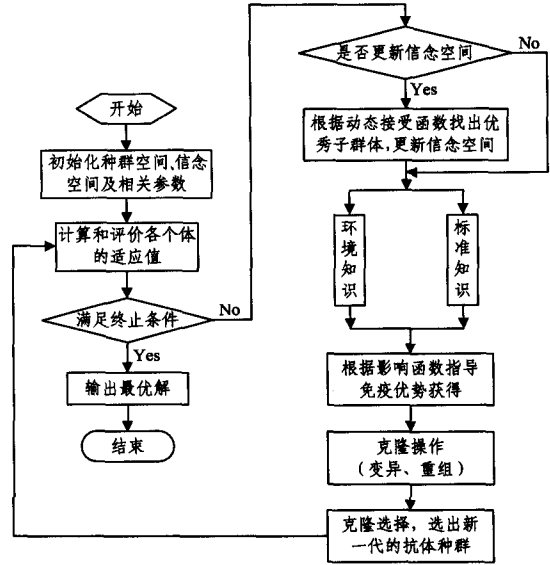 开始
初始化种群空间、信念
空间及相关参数
计算和评价各个体
的适应值
满足终止条件
No
Yes
输出最优解
结束
是否更新信念空间
No
Yes
根据动态接受函数找出优
秀子群体,更新信念空间
环境知识
标准知识
根据影响函数指导
免疫优势获得
克隆操作
(变异、重组)
克隆选择，选出新
一代的抗体种群